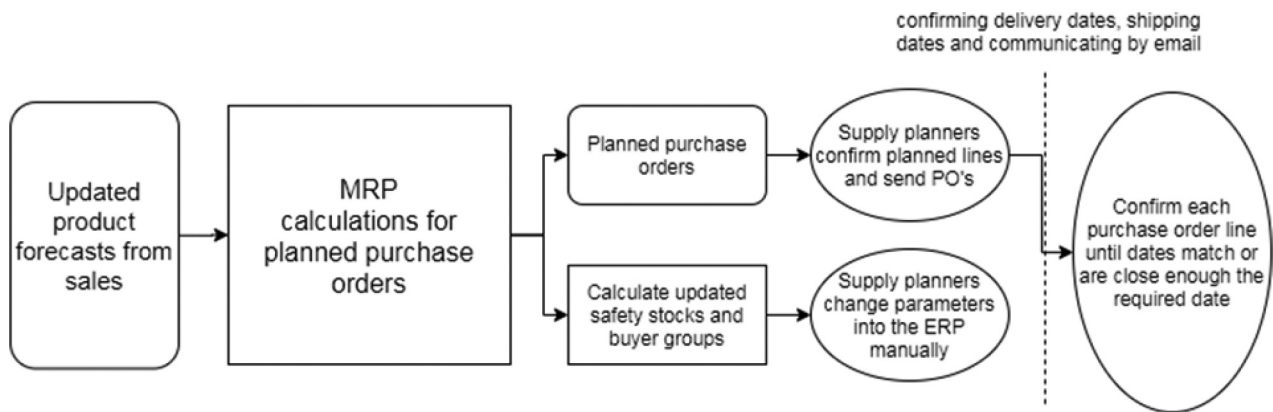 confirming delivery dates, shipping
dates and communicating by email
Updated
product
forecasts from
sales
MRP
calculations for
planned purchase
orders
Planned purchase
orders
Supply planners
confirm planned lines
and send PO's
Calculate updated
safety stocks and
buyer groups
Supply planners
change parameters
into the ERP
manually
Confirm each
purchase order line
until dates match or
are close enough the
required date